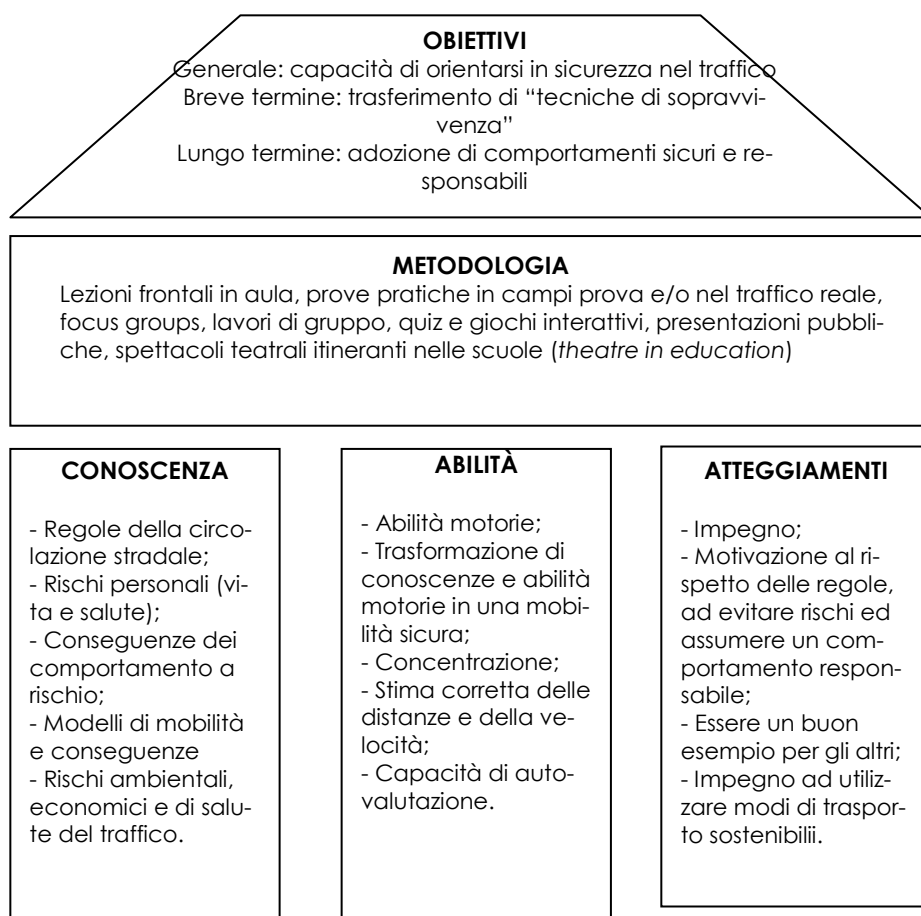 OBIETTIVI
Generale: capacità di orientarsi in sicurezza nel traffico
Breve termine: trasferimento di “tecniche di sopravvi-
venza”
Lungo termine: adozione di comportamenti sicuri e re-
sponsabili
METODOLOGIA
Lezioni frontali in aula, prove pratiche in campi prova e/o nel traffico reale,
focus groups, lavori di gruppo, quiz e giochi interattivi, presentazioni pubbli-
che, spettacoli teatrali itineranti nelle scuole (theatre in education)
CONOSCENZA
- Regole della circo-
lazione stradale;
- Rischi personali (vi-
ta e salute);
- Conseguenze dei
comportamento a
rischio;
- Modelli di mobilità
e conseguenze
- Rischi ambientali,
economici e di salu-
te del traffico.
ABILITÀ
- Abilità motorie;
- Trasformazione di
conoscenze e abilità
motorie in una mobi-
lità sicura;
- Concentrazione;
- Stima corretta delle
distanze e della ve-
locità;
- Capacità di auto-
valutazione.
ATTEGGIAMENTI
- Impegno;
- Motivazione al ri-
spetto delle regole,
ad evitare rischi ed
assumere un com-
portamento respon-
sabile;
- Essere un buon
esempio per gli altri;
- Impegno ad utiliz-
zare modi di traspor-
to sostenibilii.